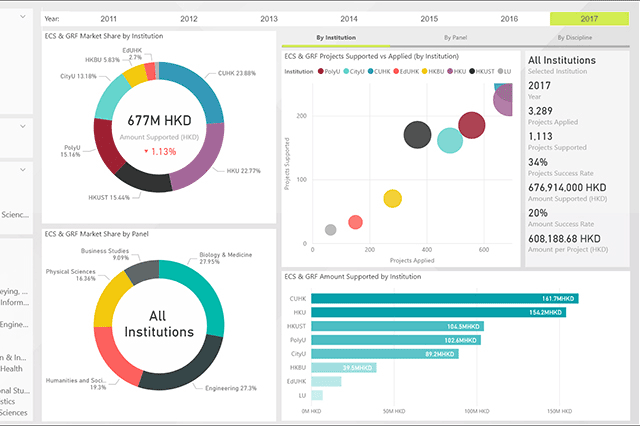 Year:
2011
2012
2013
2014
2015
2016
2017
ECS & GRF Market Share by Institution
EdUHK
2.7%
HKBU 5.83%
CityU 13.18%
CUHK 23.88%
677M HKD
Amount Supported (HKD)
▼ 1.13%
PolyU
15.16%
HKU 22.77%
HKUST 15.44%
By Institution
By Panel
By Discipline
ECS & GRF Projects Supported vs Applied (by Institution)
Institution PolyU CityU CUHK EdUHK HKBU HKU HKUST LU
Projects Supported
200
100
0
0
200
400
600
Projects Applied
All Institutions
Selected Institution
2017
Year
3,289
Projects Applied
1,113
Projects Supported
34%
Projects Success Rate
676,914,000 HKD
Amount Supported (HKD)
20%
Amount Success Rate
608,188.68 HKD
Amount per Project (HKD)
Scienc...
eying, ...
Inform...
Enginee...
n & In...
Health
onal Stu...
stics
Sciences
ECS & GRF Market Share by Panel
Business Studies
9.09%
Biology & Medicine
27.95%
Physical Sciences
16.36%
All
Institutions
Humanities and Soci...
19.3%
Engineering 27.3%
ECS & GRF Amount Supported by Institution
CUHK
161.7MHKD
HKU
154.2MHKD
HKUST
104.5MHKD
PolyU
102.6MHKD
CityU
89.2MHKD
HKBU
39.5MHKD
EdUHK
LU
0M HKD
50M HKD
100M HKD
150M HKD